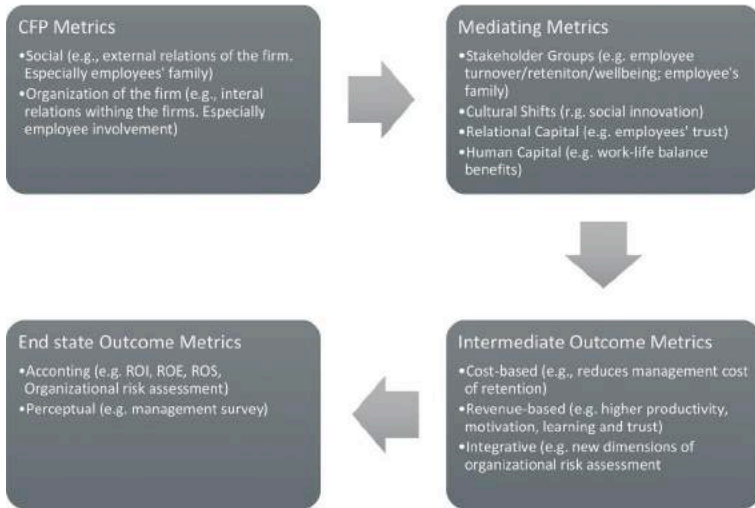 CFP Metrics
•Social (e.g., external relations of the firm.
Especially employees' family)
•Organization of the firm (e.g., interal
relations withing the firms. Especially
employee involvement)
Mediating Metrics
•Stakeholder Groups (e.g. employee
turnover/reteniton/wellbeing; employee's
family)
•Cultural Shifts (r.g. social innovation)
•Relational Capital (e.g. employees' trust)
•Human Capital (e.g. work-life balance
benefits)
Intermediate Outcome Metrics
•Cost-based (e.g., reduces management cost
of retention)
•Revenue-based (e.g. higher productivity,
motivation, learning and trust)
•Integrative (e.g. new dimensions of
organizational risk assessment
End state Outcome Metrics
•Acconting (e.g. ROI, ROE, ROS,
Organizational risk assessment)
•Perceptual (e.g. management survey)